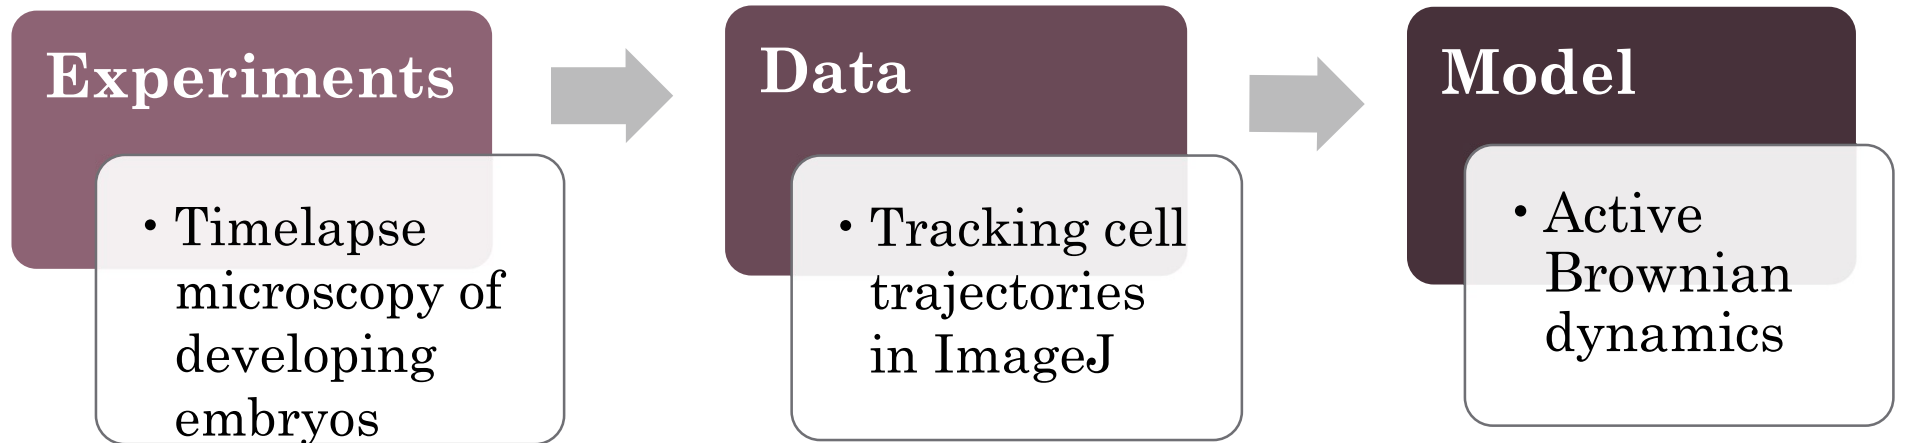 Experiments
• Timelapse
microscopy of
developing
embryos
Data
• Tracking cell
trajectories
in ImageJ
Model
• Active
Brownian
dynamics